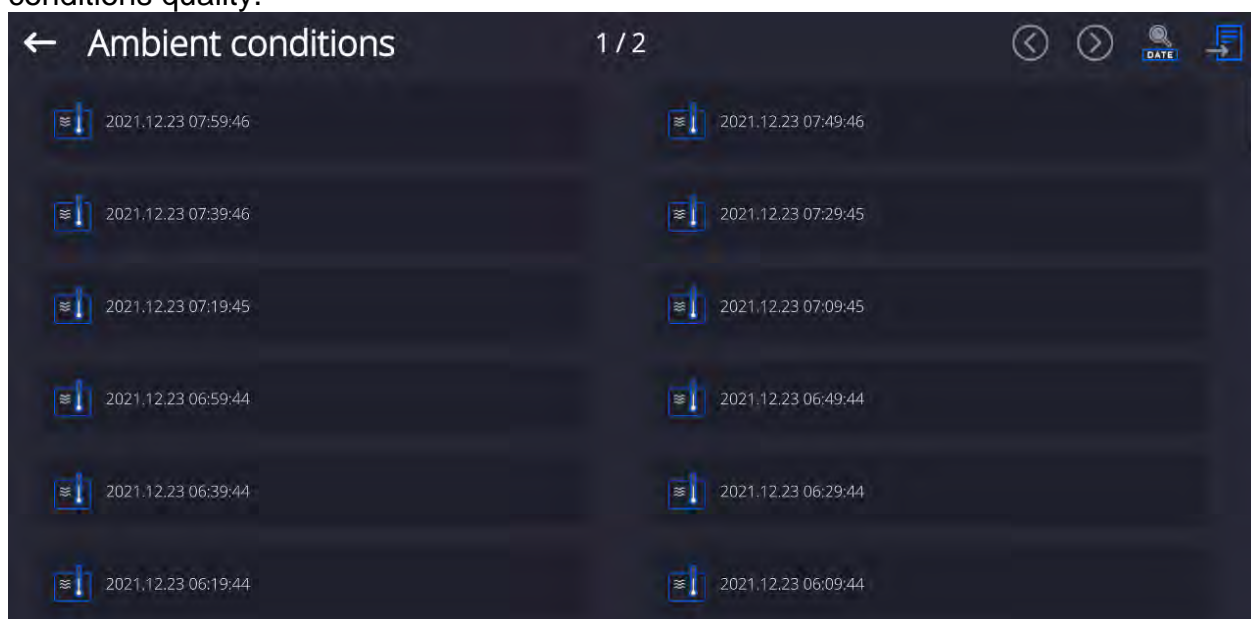 conditions quality.
Ambient conditions 1 / 2 DATE
2021.12.23 07:59:46 2021.12.23 07:49:46
2021.12.23 07:39:46 2021.12.23 07:29:45
2021.12.23 07:19:45 2021.12.23 07:09:45
2021.12.23 06:59:44 2021.12.23 06:49:44
2021.12.23 06:39:44 2021.12.23 06:29:44
2021.12.23 06:19:44 2021.12.23 06:09:44